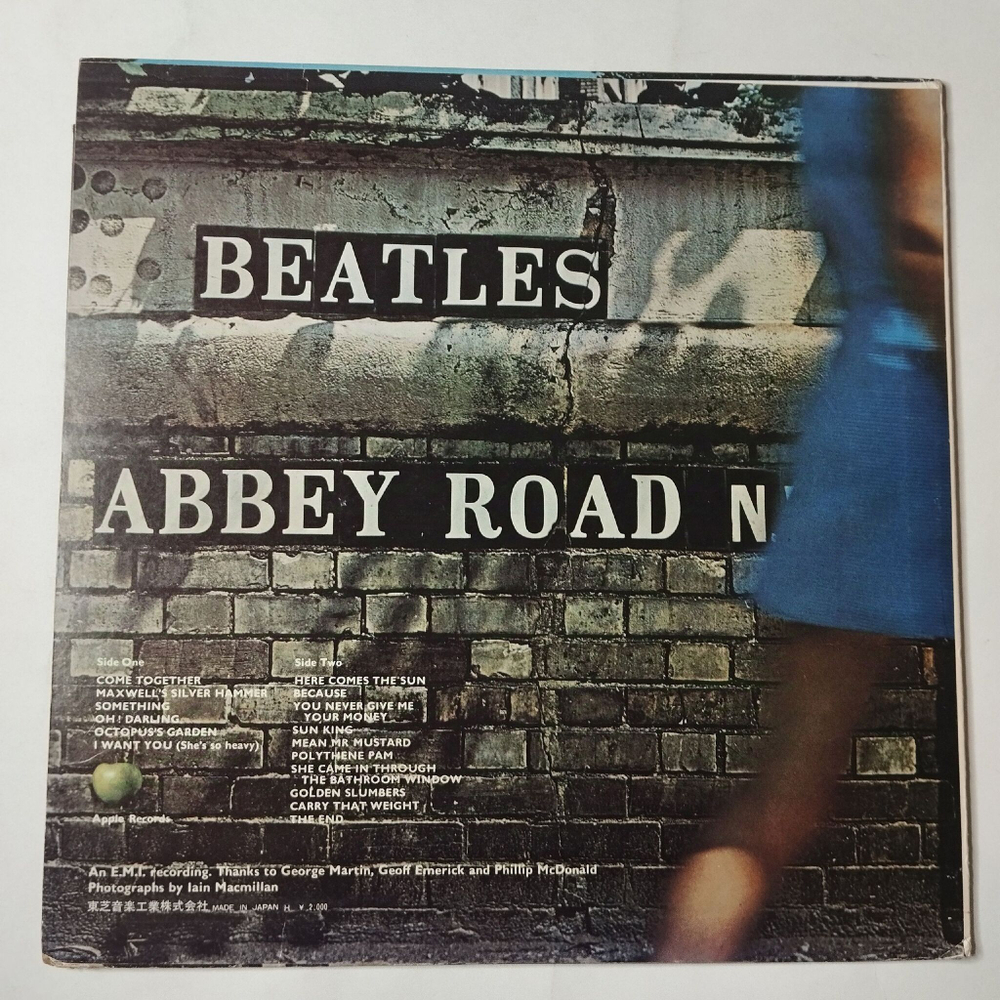 BEATLES
ABBEY ROAD N
Side One
COME TOGETHER
MAXWELL'S SILVER HAMMER
SOMETHING
OH! DARLING
OCTOPUS'S GARDEN
I WANT YOU (She's so heavy)
Apple Records
Side Two
HERE COMES THE SUN
BECAUSE
YOU NEVER GIVE ME
YOUR MONEY
SUN KING
MEAN MR MUSTARD
POLYTHENE PAM
SHE CAME IN THROUGH
THE BATHROOM WINDOW
GOLDEN SLUMBERS
CARRY THAT WEIGHT
THE END
An E.M.I. recording. Thanks to George Martin, Geoff Emerick and Phillip McDonald
Photographs by Iain Macmillan
東芝音楽工業株式会社 MADE IN JAPAN H ¥ 2,000